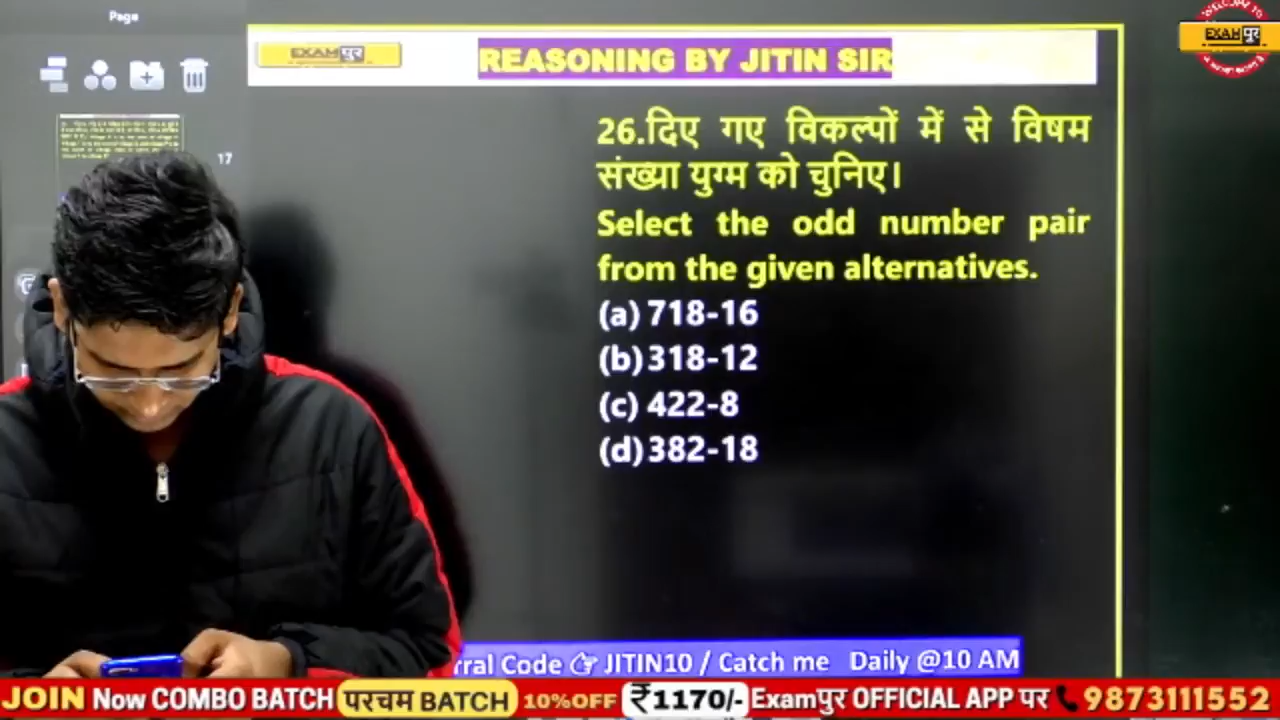 Page
17
EXAMपुर
REASONING BY JITIN SIR
WELCOME TO
EXAMपुर
26.दिए गए विकल्पों में से विषम
संख्या युग्म को चुनिए।
Select the odd number pair
from the given alternatives.
(a) 718-16
(b) 318-12
(c) 422-8
(d) 382-18
rral Code 👉 JITIN10 / Catch me Daily @10 AM
JOIN Now COMBO BATCH परचम BATCH 10%OFF ₹1170/- Examपुर OFFICIAL APP पर 📞 9873111552